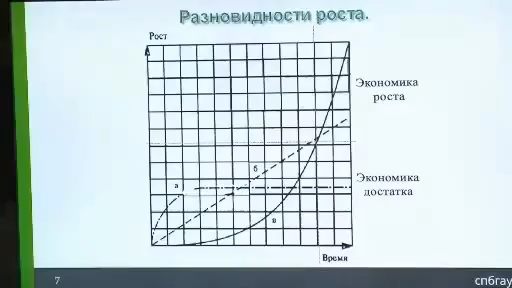 Разновидности роста.
Рост
Экономика
роста
б
а
Экономика
достатка
в
Время
7
спбгау